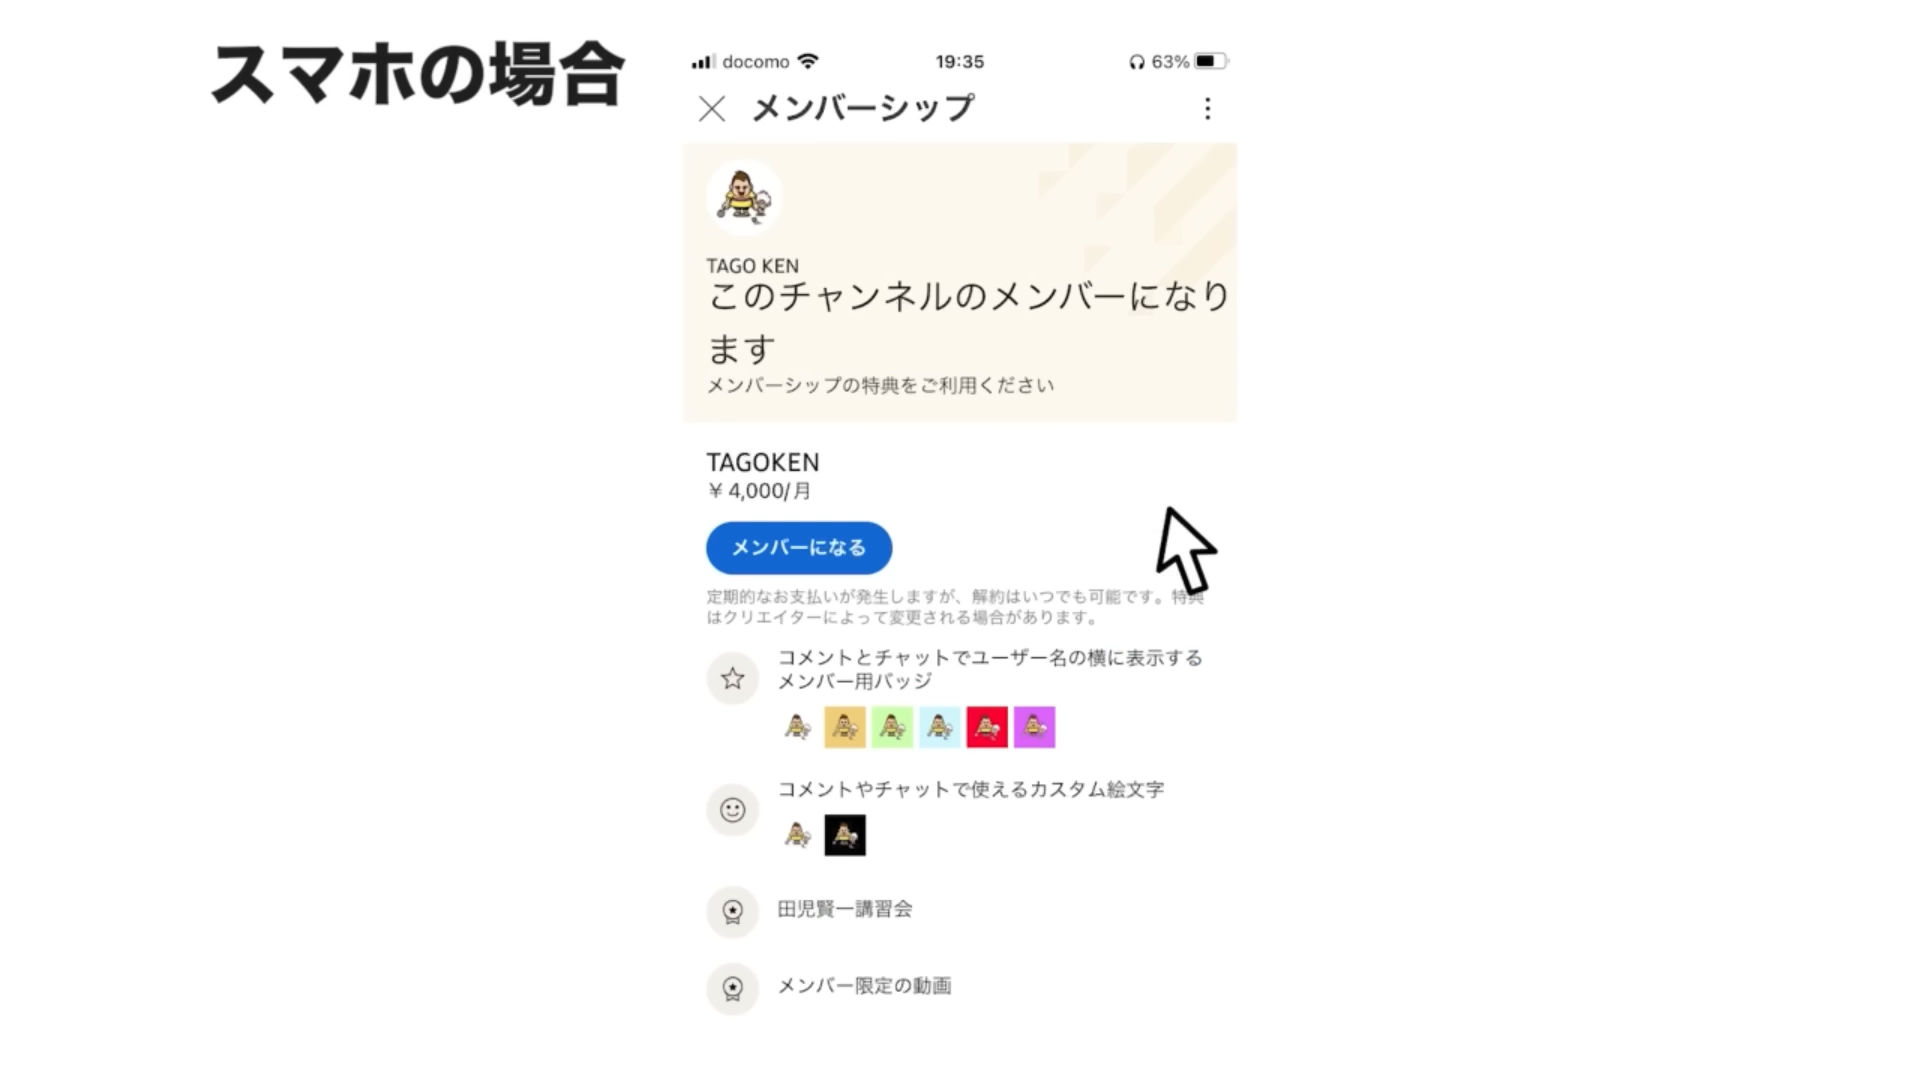 スマホの場合
docomo 19:35 63%
メンバーシップ
TAGO KEN
このチャンネルのメンバーになり
ます
メンバーシップの特典をご利用ください
TAGOKEN
¥ 4,000/月
メンバーになる
定期的なお支払いが発生しますが、解約はいつでも可能です。特典
はクリエイターによって変更される場合があります。
コメントとチャットでユーザー名の横に表示する
メンバー用バッジ
コメントやチャットで使えるカスタム絵文字
田児賢一講習会
メンバー限定の動画